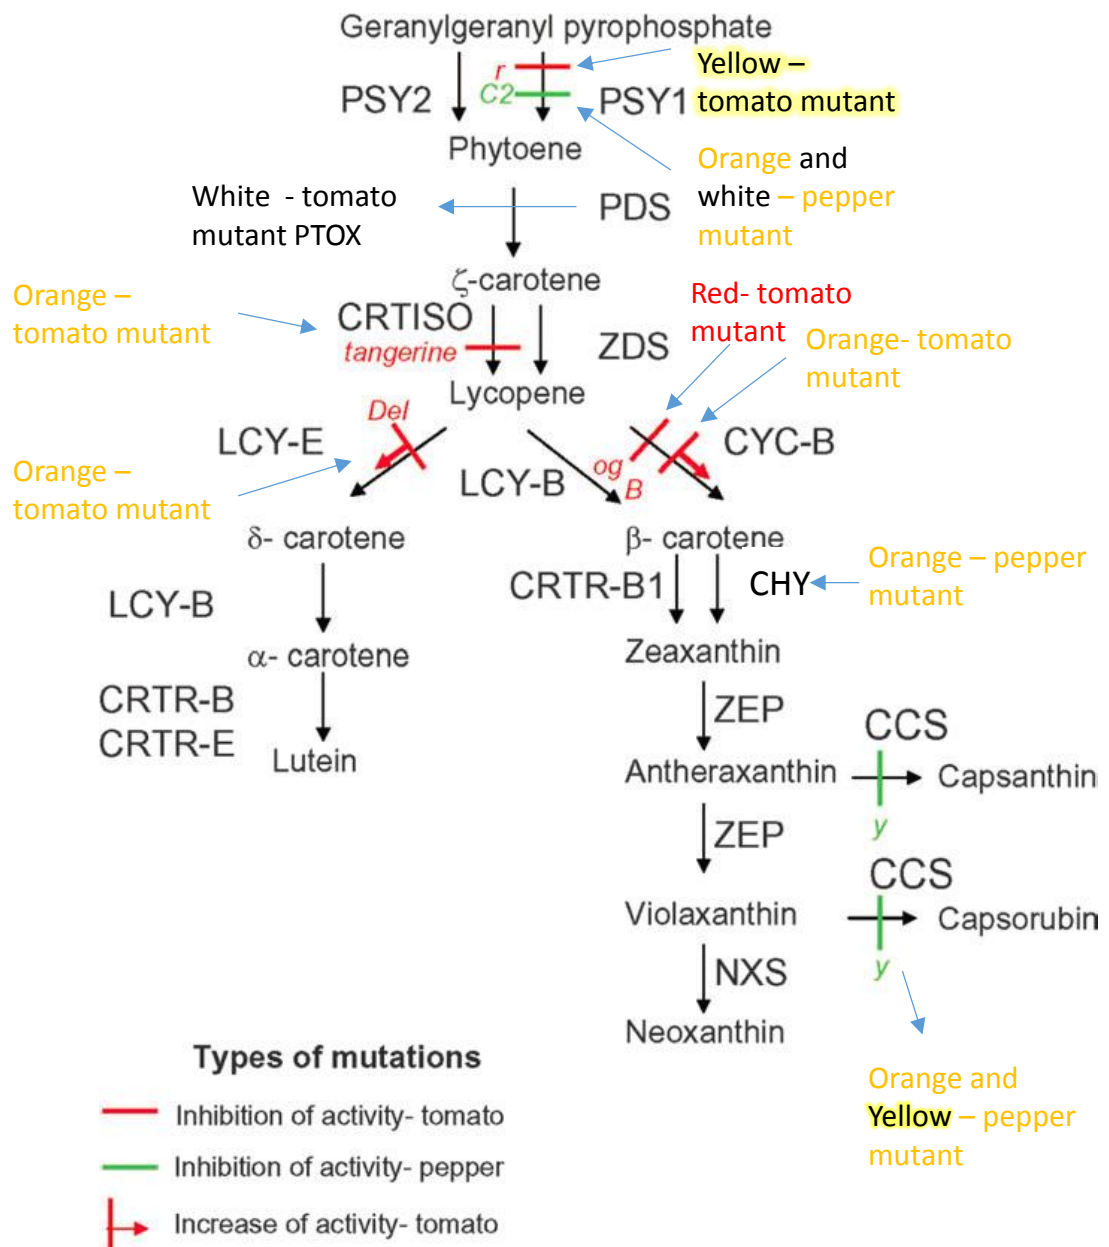 Geranylgeranyl pyrophosphate
r
C2
PSY2
PSY1
Yellow –
tomato mutant
Phytoene
Orange and
white – pepper
mutant
White - tomato
mutant PTOX
PDS
ζ-carotene
Orange –
tomato mutant
CRTISO
tangerine
ZDS
Red- tomato
mutant
Orange- tomato
mutant
Lycopene
Del
LCY-E
LCY-B
og
B
CYC-B
Orange –
tomato mutant
δ- carotene
β- carotene
Orange – pepper
mutant
CRTR-B1
CHY
LCY-B
α- carotene
Zeaxanthin
CRTR-B
CRTR-E
Lutein
ZEP
CCS
Antheraxanthin
Capsanthin
y
ZEP
CCS
Violaxanthin
Capsorubin
y
NXS
Neoxanthin
Orange and
Yellow – pepper
mutant
Types of mutations
Inhibition of activity- tomato
Inhibition of activity- pepper
Increase of activity- tomato